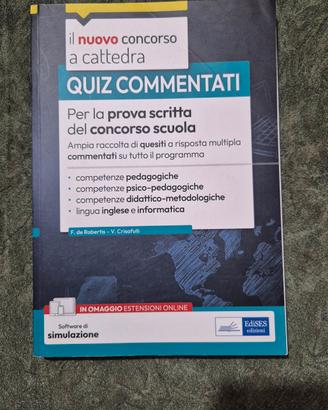 il nuovo concorso
a cattedra
QUIZ COMMENTATI
Per la prova scritta
del concorso scuola
Ampia raccolta di quesiti a risposta multipla
commentati su tutto il programma
• competenze pedagogiche
• competenze psico-pedagogiche
• competenze didattico-metodologiche
• lingua inglese e informatica
F. de Robertis - V. Crisafulli
IN OMAGGIO ESTENSIONI ONLINE
Software di
simulazione
EdiSES
edizioni